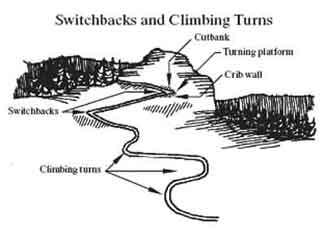 Switchbacks and Climbing Turns
Cutbank
Turning platform
Crib wall
Switchbacks
Climbing turns